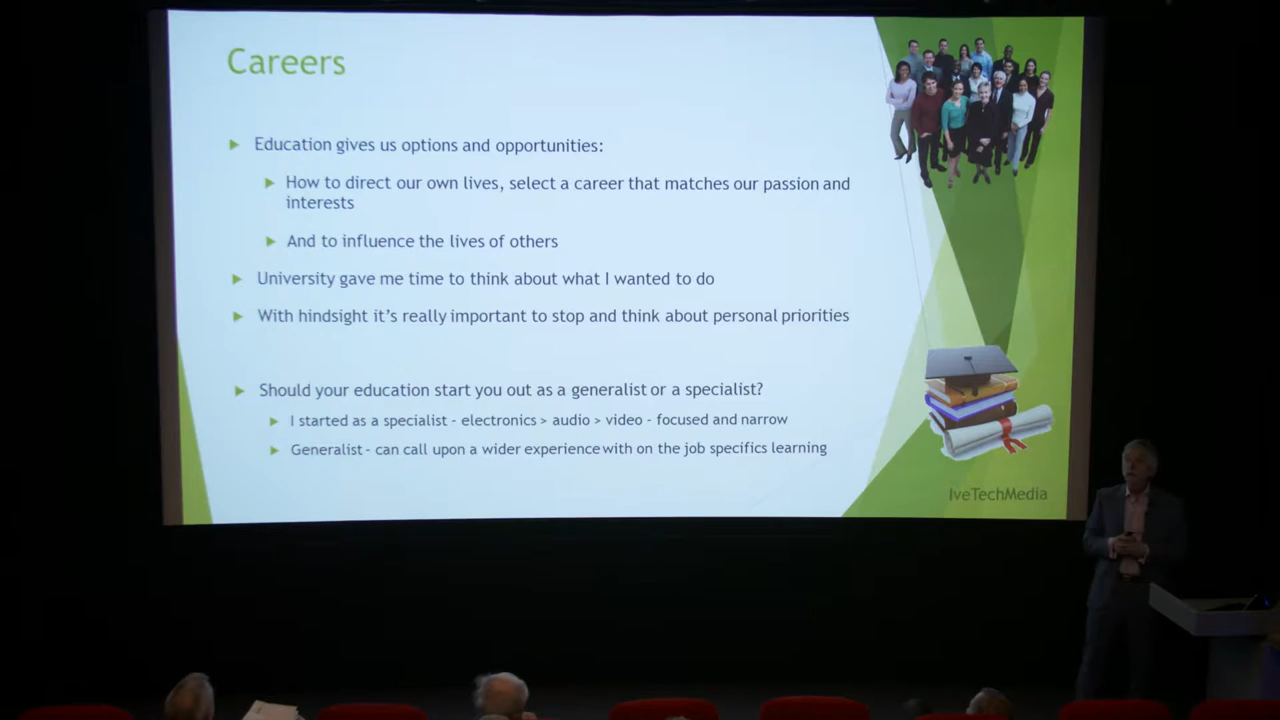 Careers
Education gives us options and opportunities:
How to direct our own lives, select a career that matches our passion and
interests
And to influence the lives of others
University gave me time to think about what I wanted to do
With hindsight it's really important to stop and think about personal priorities
Should your education start you out as a generalist or a specialist?
I started as a specialist - electronics > audio > video - focused and narrow
Generalist - can call upon a wider experience with on the job specifics learning
IveTechMedia